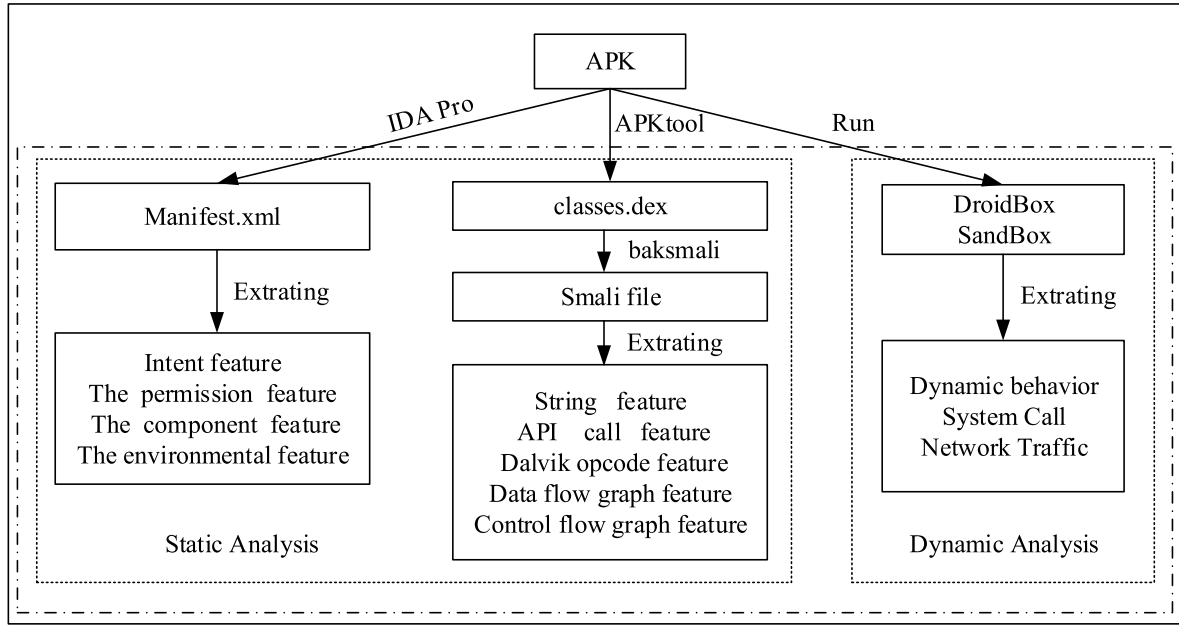 APK
IDA Pro
APKtool
Run
Manifest.xml
classes.dex
DroidBox
SandBox
baksmali
Extrating
Smali file
Extrating
Extrating
Intent feature
The permission feature
The component feature
The environmental feature
String feature
API call feature
Dalvik opcode feature
Data flow graph feature
Control flow graph feature
Dynamic behavior
System Call
Network Traffic
Static Analysis
Dynamic Analysis